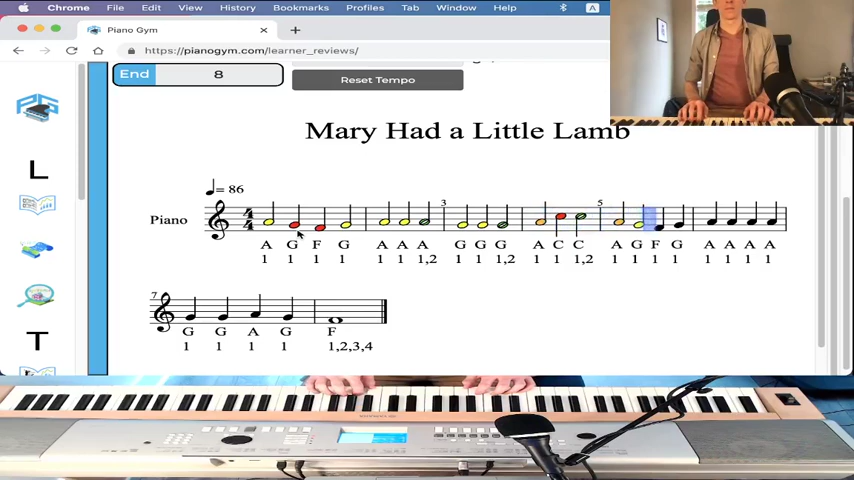 Chrome File Edit View History Bookmarks Profiles Tab Window Help A
Piano Gym
https://pianogym.com/learner_reviews/
End 8
Reset Tempo
Mary Had a Little Lamb
= 86
3
5
Piano
4
4
A G F G A A A G G G A C C A G F G A A A A
1 1 1 1 1 1 1,2 1 1 1,2 1 1 1,2 1 1 1 1 1 1 1 1
7
G G A G F
1 1 1 1 1,2,3,4
L
T